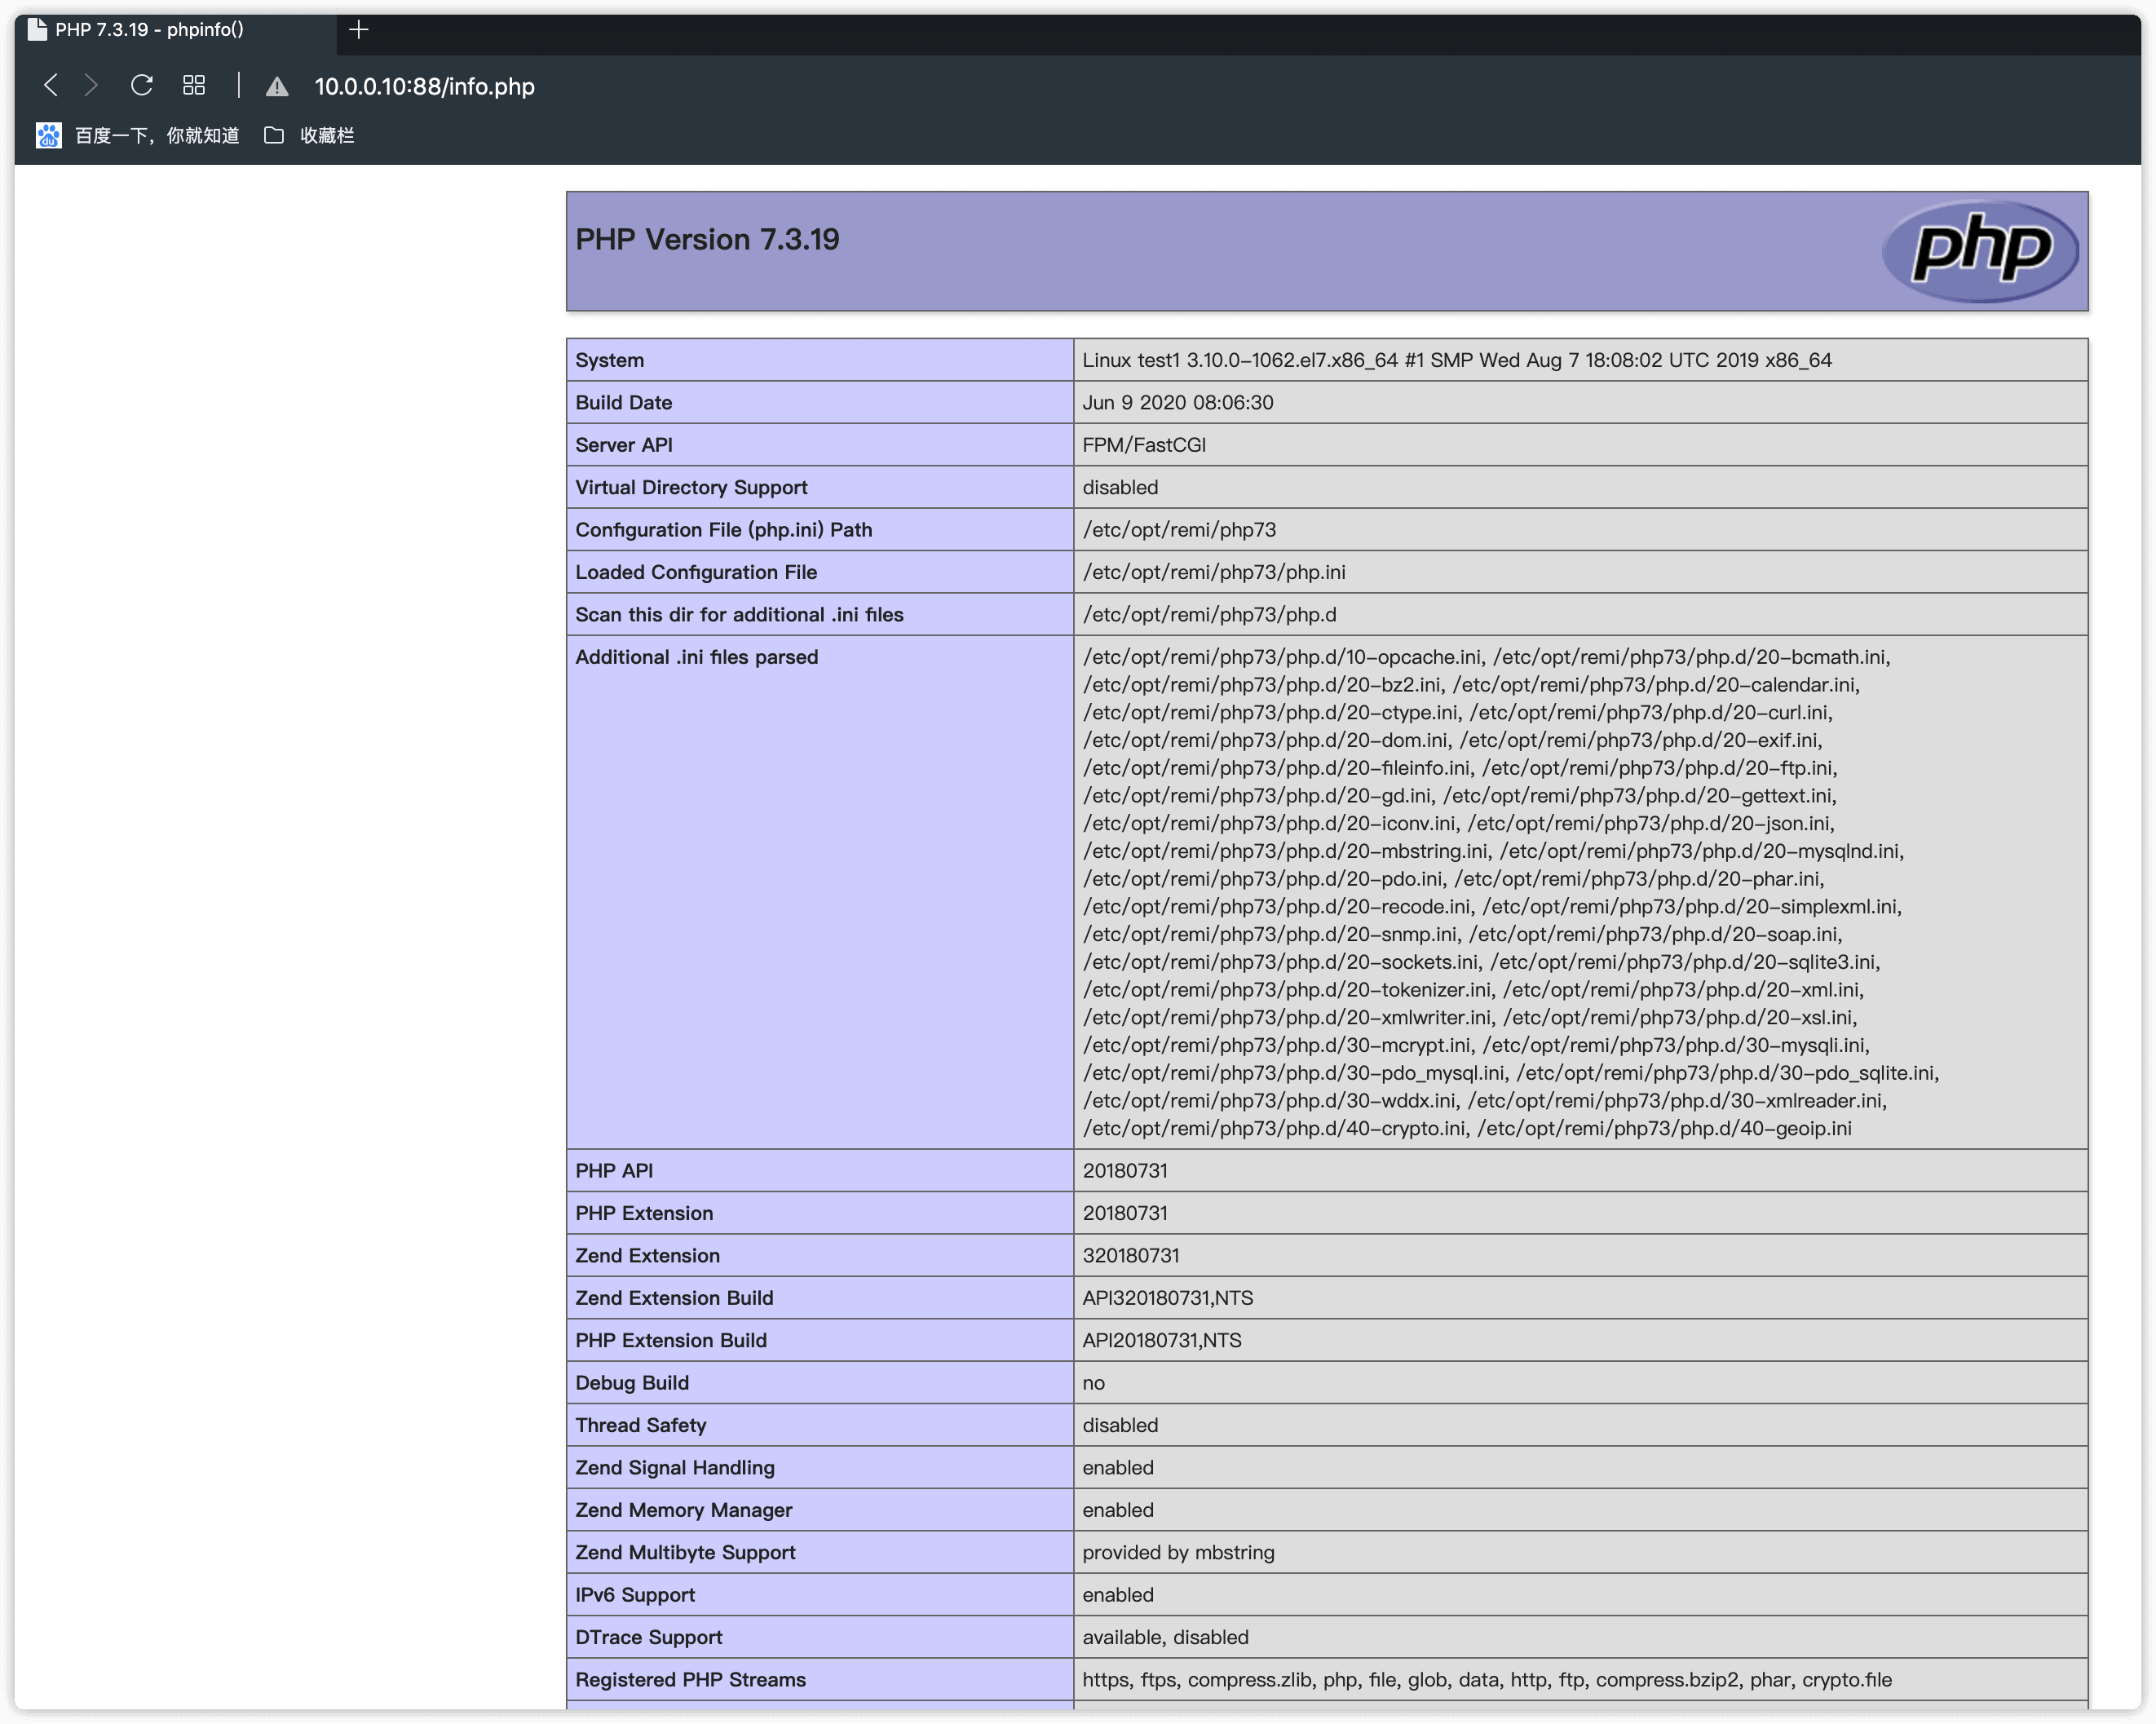 PHP 7.3.19 - phpinfo()
10.0.0.10:88/info.php
du 百度一下，你就知道 收藏栏
PHP Version 7.3.19
php
System Linux test1 3.10.0-1062.el7.x86_64 #1 SMP Wed Aug 7 18:08:02 UTC 2019 x86_64
Build Date Jun 9 2020 08:06:30
Server API FPM/FastCGI
Virtual Directory Support disabled
Configuration File (php.ini) Path /etc/opt/remi/php73
Loaded Configuration File /etc/opt/remi/php73/php.ini
Scan this dir for additional .ini files /etc/opt/remi/php73/php.d
Additional .ini files parsed /etc/opt/remi/php73/php.d/10-opcache.ini, /etc/opt/remi/php73/php.d/20-bcmath.ini,
/etc/opt/remi/php73/php.d/20-bz2.ini, /etc/opt/remi/php73/php.d/20-calendar.ini,
/etc/opt/remi/php73/php.d/20-ctype.ini, /etc/opt/remi/php73/php.d/20-curl.ini,
/etc/opt/remi/php73/php.d/20-dom.ini, /etc/opt/remi/php73/php.d/20-exif.ini,
/etc/opt/remi/php73/php.d/20-fileinfo.ini, /etc/opt/remi/php73/php.d/20-ftp.ini,
/etc/opt/remi/php73/php.d/20-gd.ini, /etc/opt/remi/php73/php.d/20-gettext.ini,
/etc/opt/remi/php73/php.d/20-iconv.ini, /etc/opt/remi/php73/php.d/20-json.ini,
/etc/opt/remi/php73/php.d/20-mbstring.ini, /etc/opt/remi/php73/php.d/20-mysqlnd.ini,
/etc/opt/remi/php73/php.d/20-pdo.ini, /etc/opt/remi/php73/php.d/20-phar.ini,
/etc/opt/remi/php73/php.d/20-recode.ini, /etc/opt/remi/php73/php.d/20-simplexml.ini,
/etc/opt/remi/php73/php.d/20-snmp.ini, /etc/opt/remi/php73/php.d/20-soap.ini,
/etc/opt/remi/php73/php.d/20-sockets.ini, /etc/opt/remi/php73/php.d/20-sqlite3.ini,
/etc/opt/remi/php73/php.d/20-tokenizer.ini, /etc/opt/remi/php73/php.d/20-xml.ini,
/etc/opt/remi/php73/php.d/20-xmlwriter.ini, /etc/opt/remi/php73/php.d/20-xsl.ini,
/etc/opt/remi/php73/php.d/30-mcrypt.ini, /etc/opt/remi/php73/php.d/30-mysqli.ini,
/etc/opt/remi/php73/php.d/30-pdo_mysql.ini, /etc/opt/remi/php73/php.d/30-pdo_sqlite.ini,
/etc/opt/remi/php73/php.d/30-wddx.ini, /etc/opt/remi/php73/php.d/30-xmlreader.ini,
/etc/opt/remi/php73/php.d/40-crypto.ini, /etc/opt/remi/php73/php.d/40-geoip.ini
PHP API 20180731
PHP Extension 20180731
Zend Extension 320180731
Zend Extension Build API320180731,NTS
PHP Extension Build API20180731,NTS
Debug Build no
Thread Safety disabled
Zend Signal Handling enabled
Zend Memory Manager enabled
Zend Multibyte Support provided by mbstring
IPv6 Support enabled
DTrace Support available, disabled
Registered PHP Streams https, ftps, compress.zlib, php, file, glob, data, http, ftp, compress.bzip2, phar, crypto.file